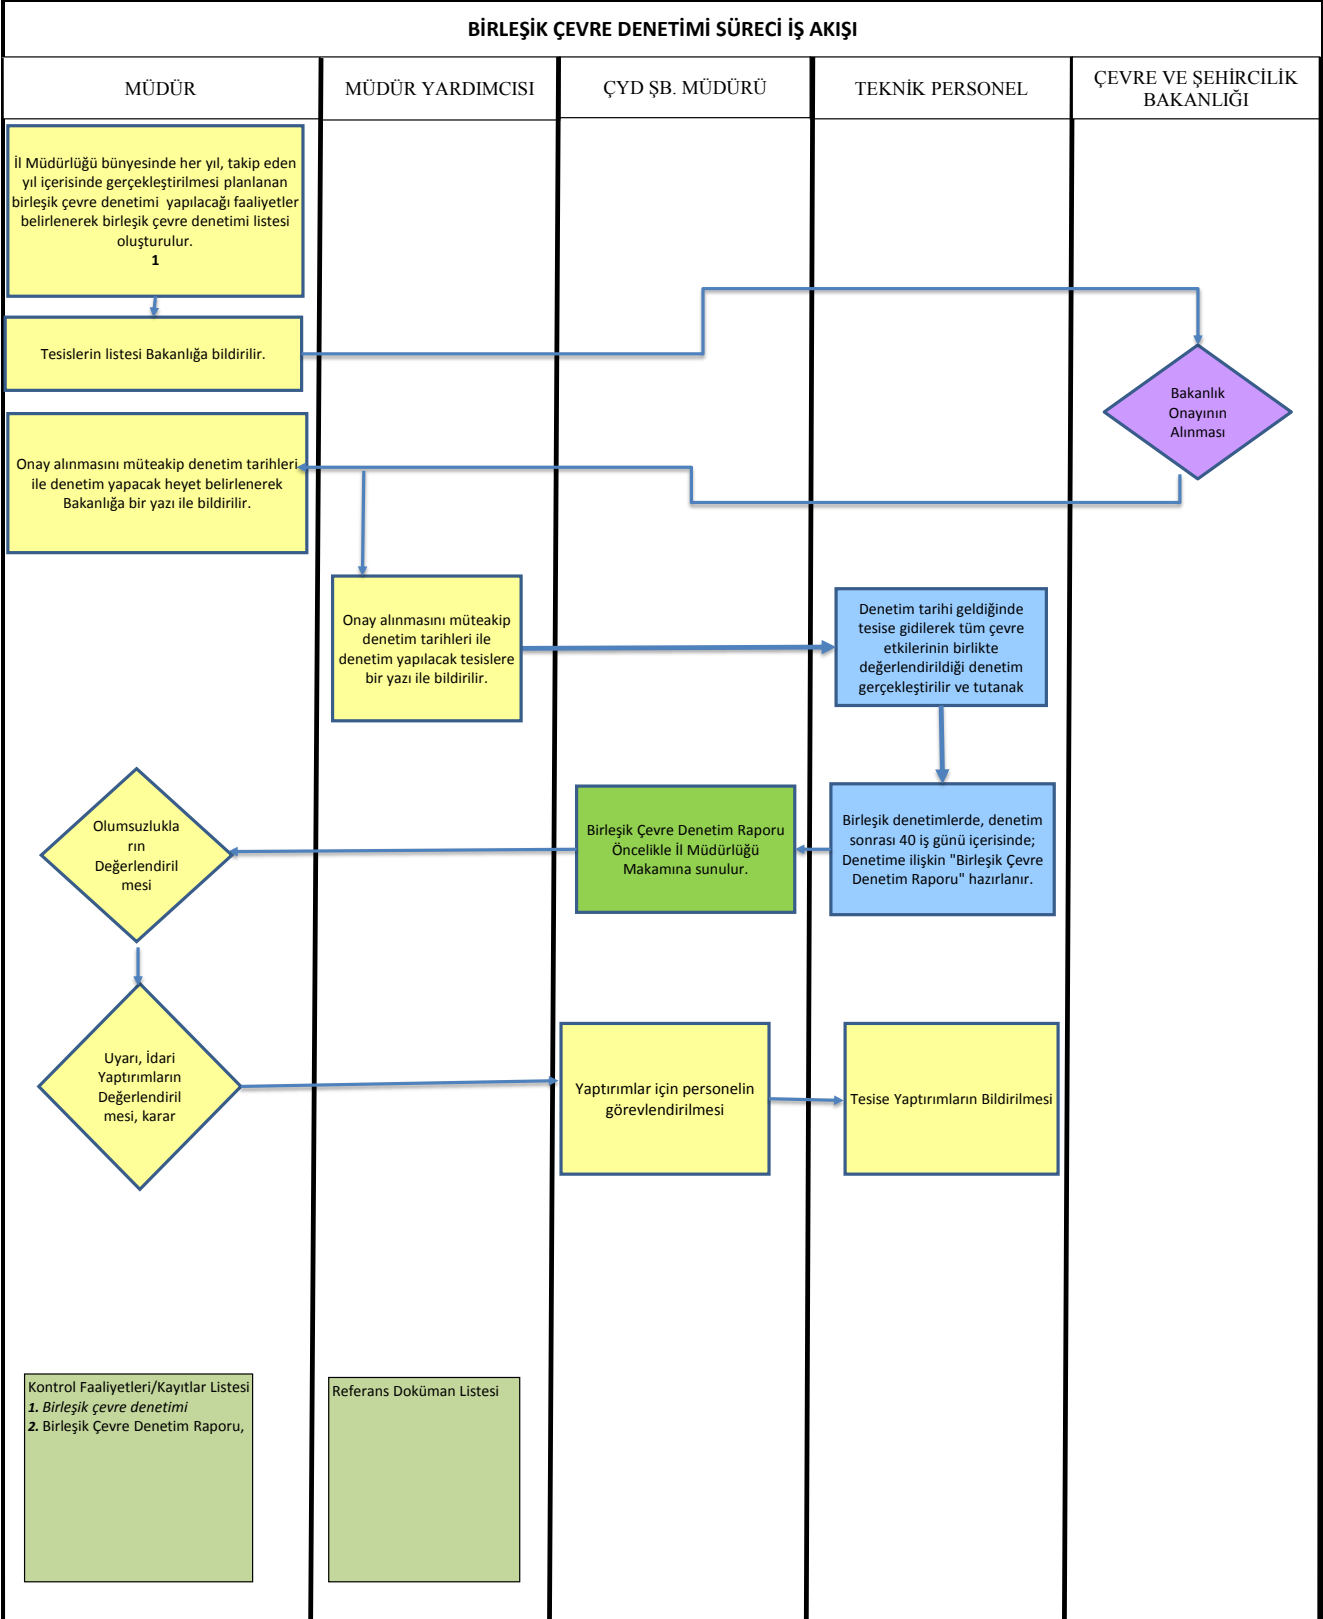 BİRLEŞİK ÇEVRE DENETİMİ SÜRECİ İŞ AKIŞI
MÜDÜR
MÜDÜR YARDIMCISI
ÇYD ŞB. MÜDÜRÜ
TEKNİK PERSONEL
ÇEVRE VE ŞEHİRCİLİK
BAKANLIĞI
İl Müdürlüğü bünyesinde her yıl, takip eden
yıl içerisinde gerçekleştirilmesi planlanan
birleşik çevre denetimi yapılacağı faaliyetler
belirlenerek birleşik çevre denetimi listesi
oluşturulur.
1
Tesislerin listesi Bakanlığa bildirilir.
Bakanlık
Onayının
Alınması
Onay alınmasını müteakip denetim tarihleri
ile denetim yapacak heyet belirlenerek
Bakanlığa bir yazı ile bildirilir.
Onay alınmasını müteakip
denetim tarihleri ile
denetim yapılacak tesislere
bir yazı ile bildirilir.
Denetim tarihi geldiğinde
tesise gidilerek tüm çevre
etkilerinin birlikte
değerlendirildiği denetim
gerçekleştirilir ve tutanak
Birleşik denetimlerde, denetim
sonrası 40 iş günü içerisinde;
Denetime ilişkin "Birleşik Çevre
Denetim Raporu" hazırlanır.
Birleşik Çevre Denetim Raporu
Öncelikle İl Müdürlüğü
Makamına sunulur.
Olumsuzlukla
rın
Değerlendiril
mesi
Uyarı, İdari
Yaptırımların
Değerlendiril
mesi, karar
Yaptırımlar için personelin
görevlendirilmesi
Tesise Yaptırımların Bildirilmesi
Kontrol Faaliyetleri/Kayıtlar Listesi
1. Birleşik çevre denetimi
2. Birleşik Çevre Denetim Raporu,
Referans Doküman Listesi